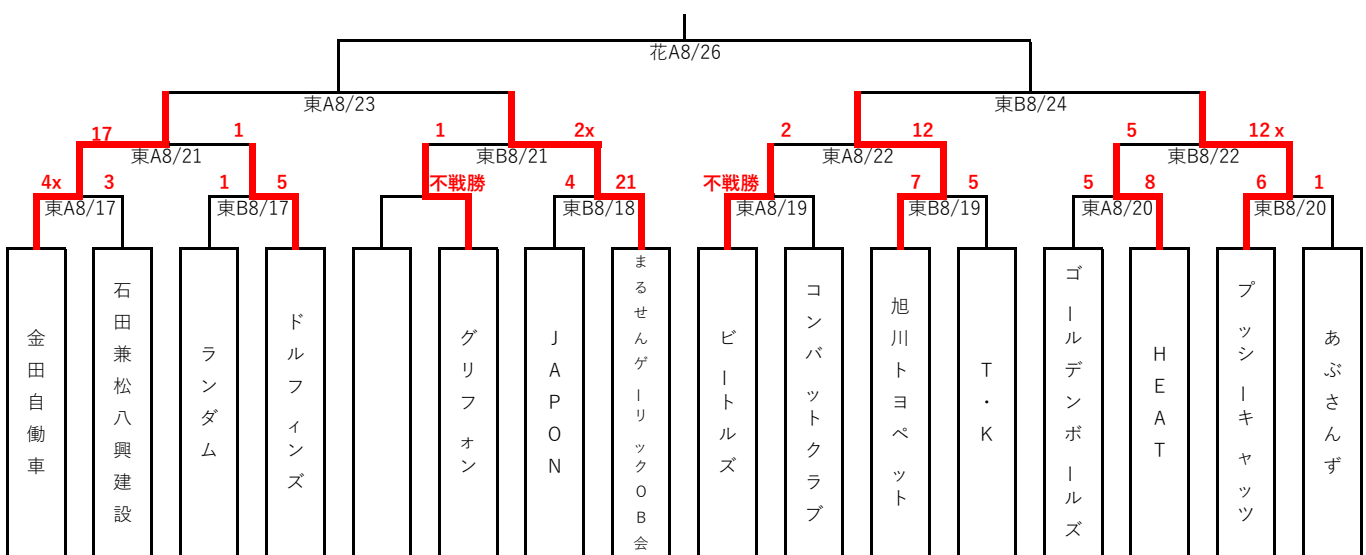 花A8/26
東A8/23
東B8/24
17
1
1
2x
2
12
5
12 x
東A8/21
東B8/21
東A8/22
東B8/22
4x
3
1
5
不戦勝
4
21
不戦勝
7
5
5
8
6
1
東A8/17
東B8/17
東B8/18
東A8/19
東B8/19
東A8/20
東B8/20
金田自働車
石田兼松八興建設
ランダム
ドルフィンズ
グリフォン
JAPON
まるせんゲーリックOB会
ビートルズ
コンバットクラブ
旭川トヨペット
T・K
ゴールデンボールズ
HEAT
プッシーキャッツ
あぶさんず